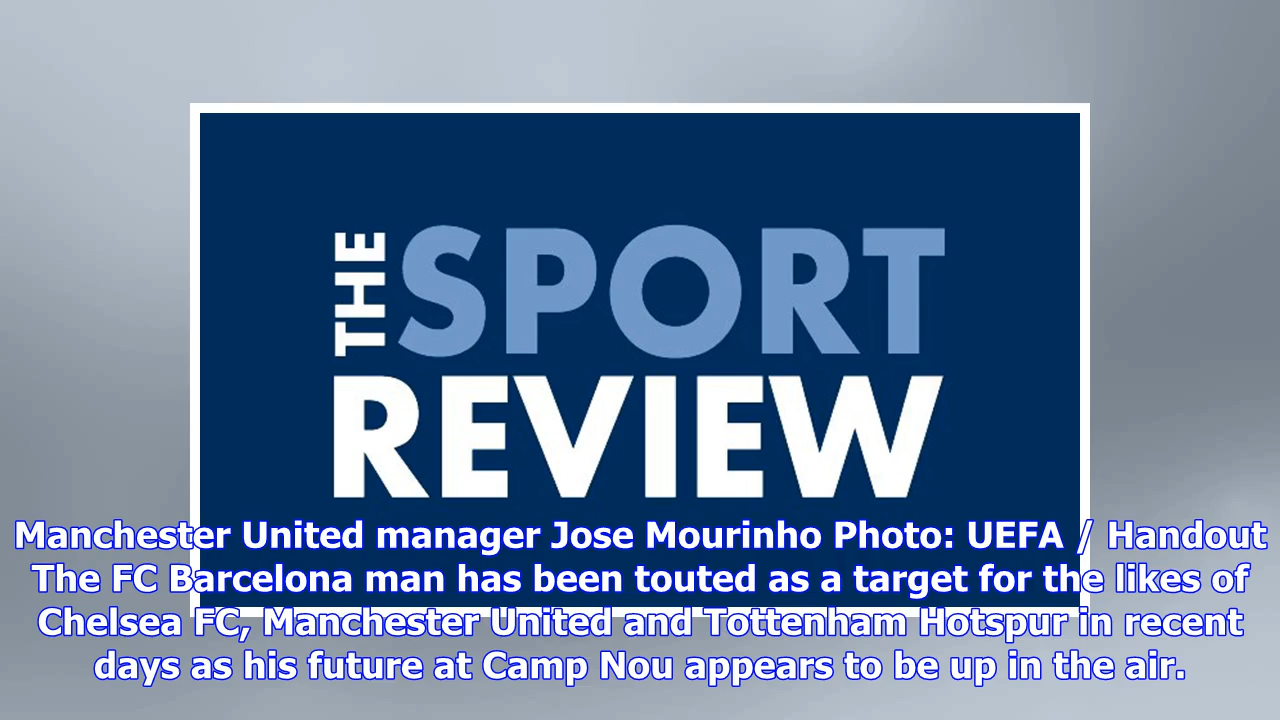 THE SPORT
REVIEW
Manchester United manager Jose Mourinho Photo: UEFA / Handout
The FC Barcelona man has been touted as a target for the likes of
Chelsea FC, Manchester United and Tottenham Hotspur in recent
days as his future at Camp Nou appears to be up in the air.